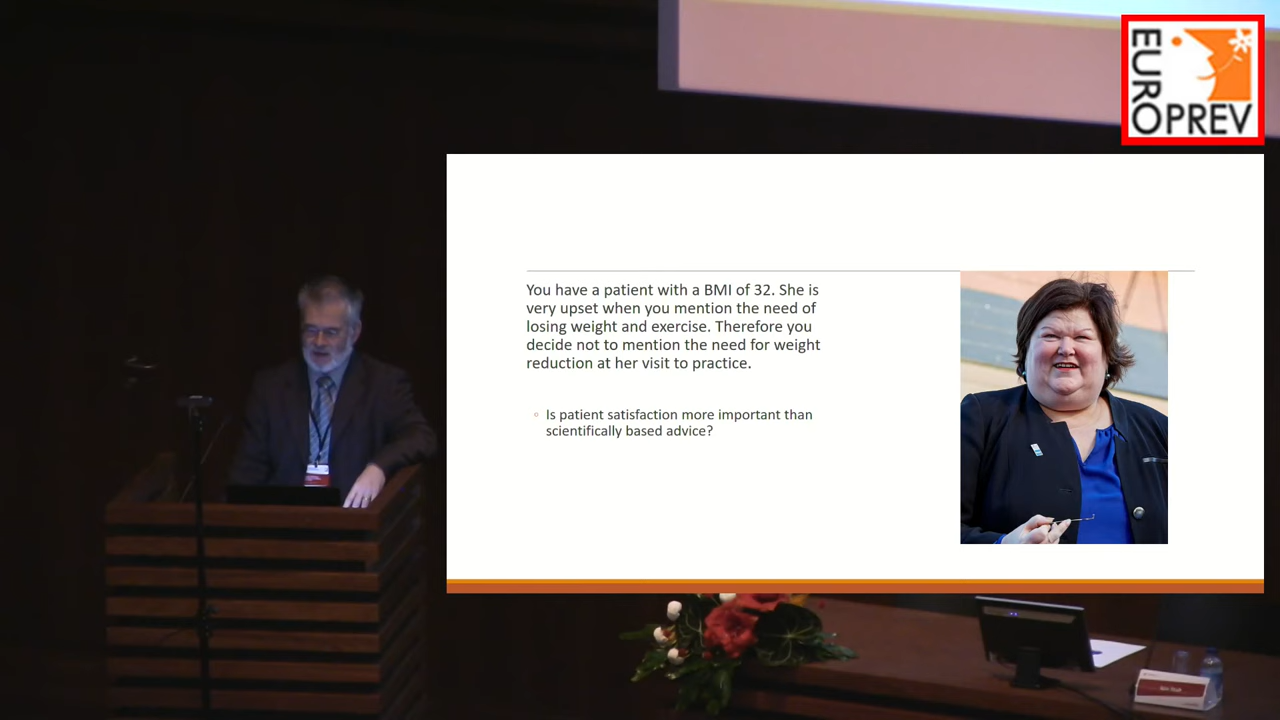 EUROPREV
You have a patient with a BMI of 32. She is
very upset when you mention the need of
losing weight and exercise. Therefore you
decide not to mention the need for weight
reduction at her visit to practice.
Is patient satisfaction more important than
scientifically based advice?